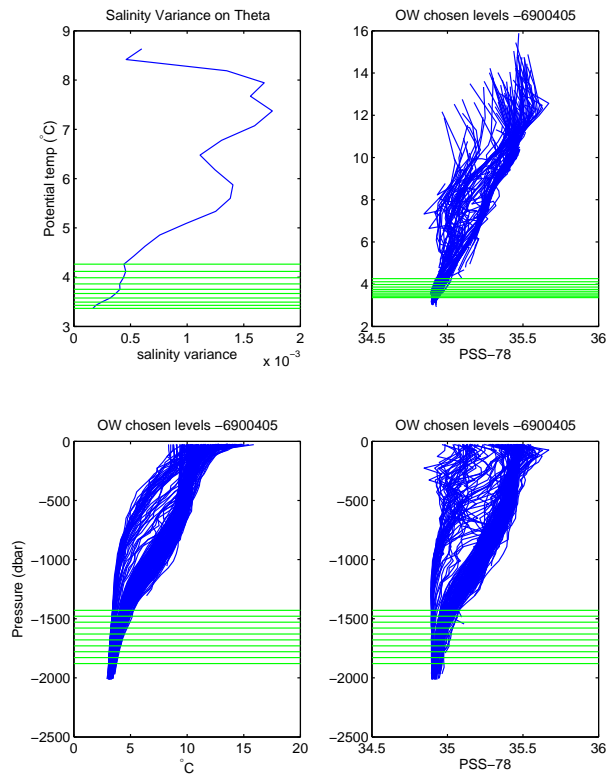 Salinity Variance on Theta
9
8
7
6
5
4
3
Potential temp (°C)
0 0.5 1 1.5 2
salinity variance
x 10⁻³
OW chosen levels −6900405
16
14
12
10
8
6
4
2
34.5 35 35.5 36
PSS−78
OW chosen levels −6900405
0
−500
−1000
−1500
−2000
−2500
Pressure (dbar)
0 5 10 15 20
°C
OW chosen levels −6900405
0
−500
−1000
−1500
−2000
−2500
34.5 35 35.5 36
PSS−78